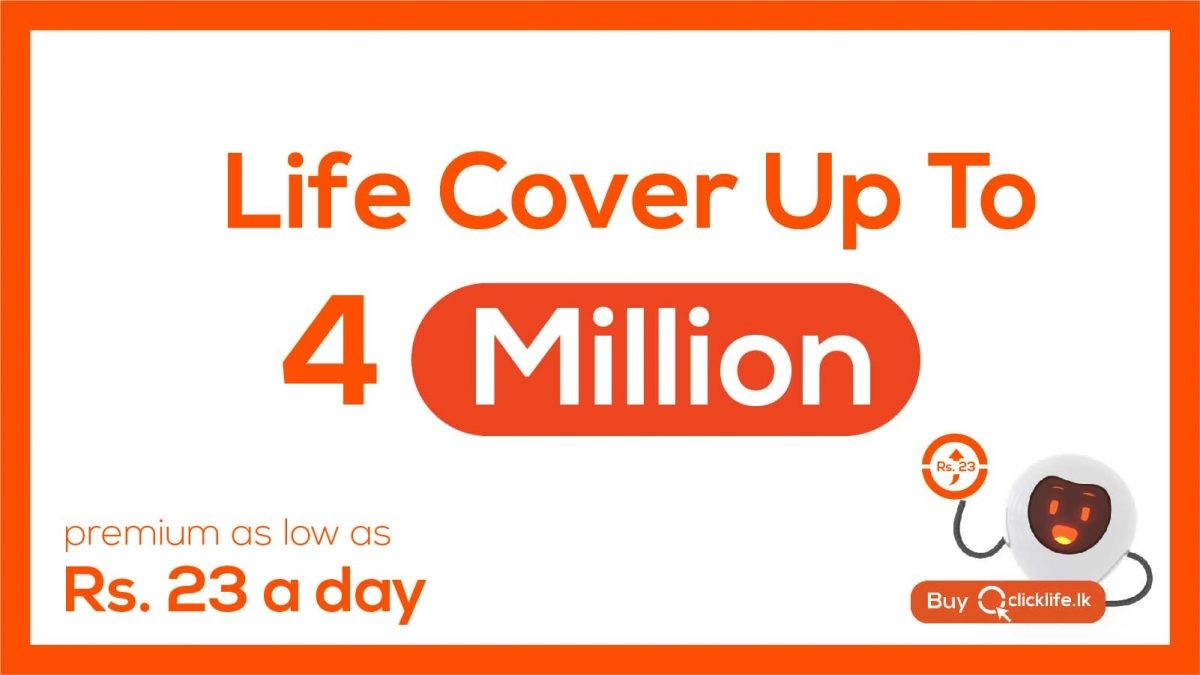 Life Cover Up To
4 Million
premium as low as
Rs. 23 a day
Rs. 23
Buy clicklife.lk